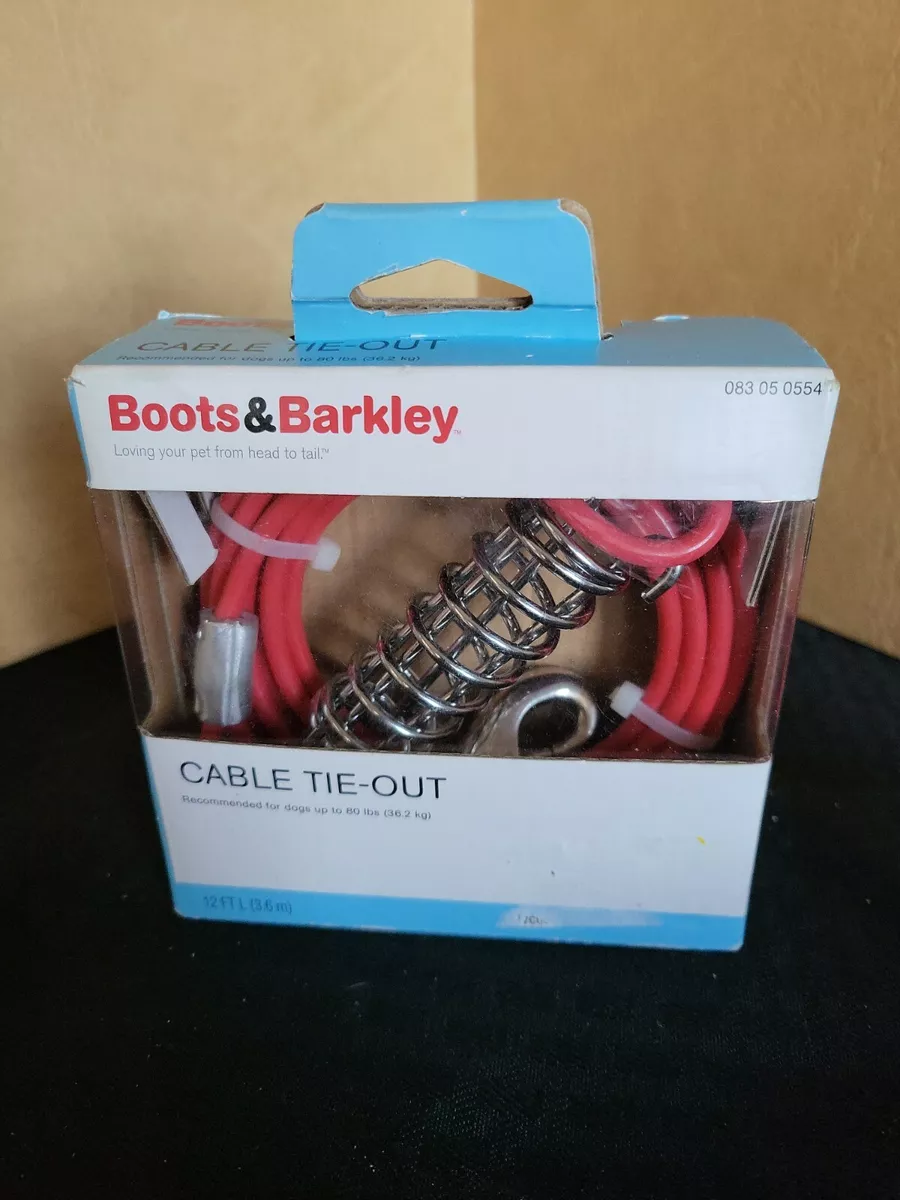 Boots
CABLE TIE-OUT
Recommended for dogs up to 80 lbs (36.2 kg)
083 05 0554
Boots&Barkley™
Loving your pet from head to tail.™
CABLE TIE-OUT
Recommended for dogs up to 80 lbs (36.2 kg)
12 FT L (3.6 m)